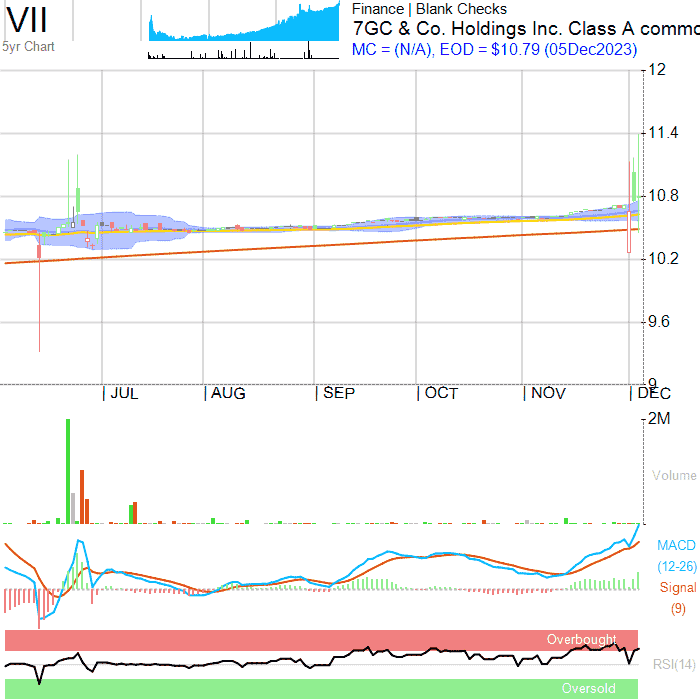 VII
5yr Chart
Finance | Blank Checks
7GC & Co. Holdings Inc. Class A commo
MC = (N/A), EOD = $10.79 (05Dec2023)
12
11.4
10.8
10.2
9.6
9
| JUL | AUG | SEP | OCT | NOV | DEC
2M
Volume
MACD
(12-26)
Signal
(9)
Overbought
RSI(14)
Oversold